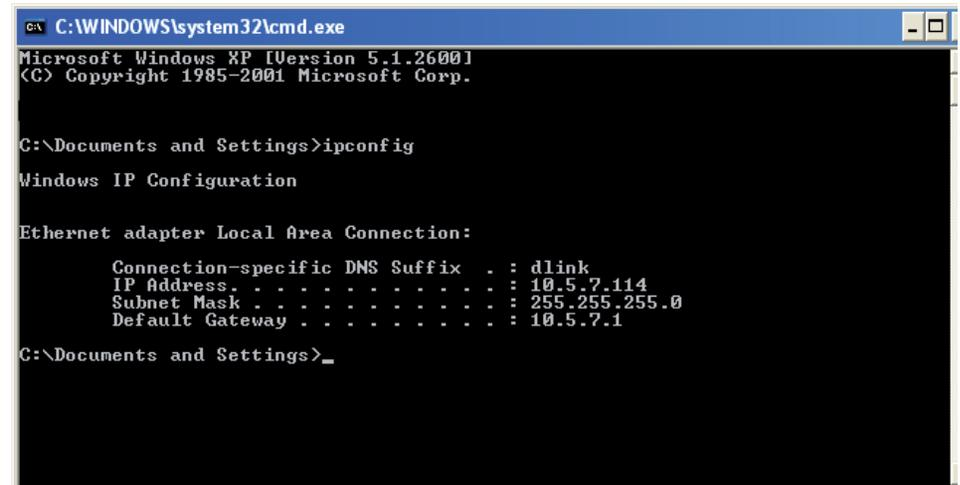 C:\WINDOWS\system32\cmd.exe
Microsoft Windows XP [Version 5.1.2600]
(C) Copyright 1985-2001 Microsoft Corp.
C:\Documents and Settings>ipconfig
Windows IP Configuration
Ethernet adapter Local Area Connection:
Connection-specific DNS Suffix . : dlink
IP Address. . . . . . . . . . . . : 10.5.7.114
Subnet Mask . . . . . . . . . . . : 255.255.255.0
Default Gateway . . . . . . . . . : 10.5.7.1
C:\Documents and Settings>_